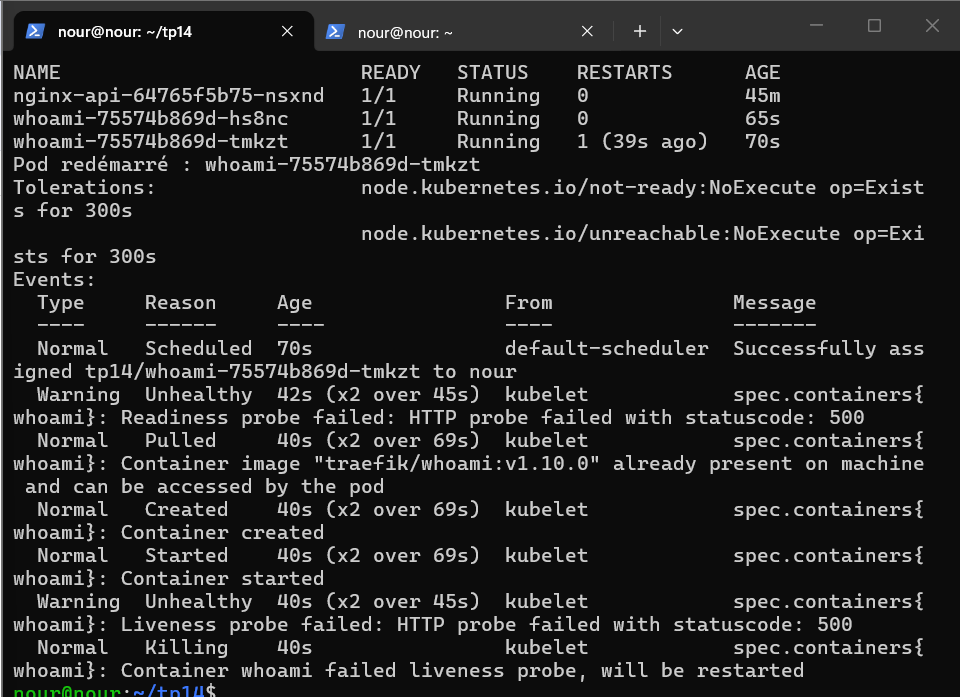 nour@nour: ~/tp14
nour@nour: ~
NAME READY STATUS RESTARTS AGE
nginx-api-64765f5b75-nsxnd 1/1 Running 0 45m
whoami-75574b869d-hs8nc 1/1 Running 0 65s
whoami-75574b869d-tmkzt 1/1 Running 1 (39s ago) 70s
Pod redémarré : whoami-75574b869d-tmkzt
Tolerations: node.kubernetes.io/not-ready:NoExecute op=Exist
s for 300s
node.kubernetes.io/unreachable:NoExecute op=Exi
sts for 300s
Events:
Type Reason Age From Message
---- ------ ---- ---- -------
Normal Scheduled 70s default-scheduler Successfully ass
igned tp14/whoami-75574b869d-tmkzt to nour
Warning Unhealthy 42s (x2 over 45s) kubelet spec.containers{
whoami}: Readiness probe failed: HTTP probe failed with statuscode: 500
Normal Pulled 40s (x2 over 69s) kubelet spec.containers{
whoami}: Container image "traefik/whoami:v1.10.0" already present on machine
and can be accessed by the pod
Normal Created 40s (x2 over 69s) kubelet spec.containers{
whoami}: Container created
Normal Started 40s (x2 over 69s) kubelet spec.containers{
whoami}: Container started
Warning Unhealthy 40s (x2 over 45s) kubelet spec.containers{
whoami}: Liveness probe failed: HTTP probe failed with statuscode: 500
Normal Killing 40s kubelet spec.containers{
whoami}: Container whoami failed liveness probe, will be restarted
nour@nour:~/tp14$